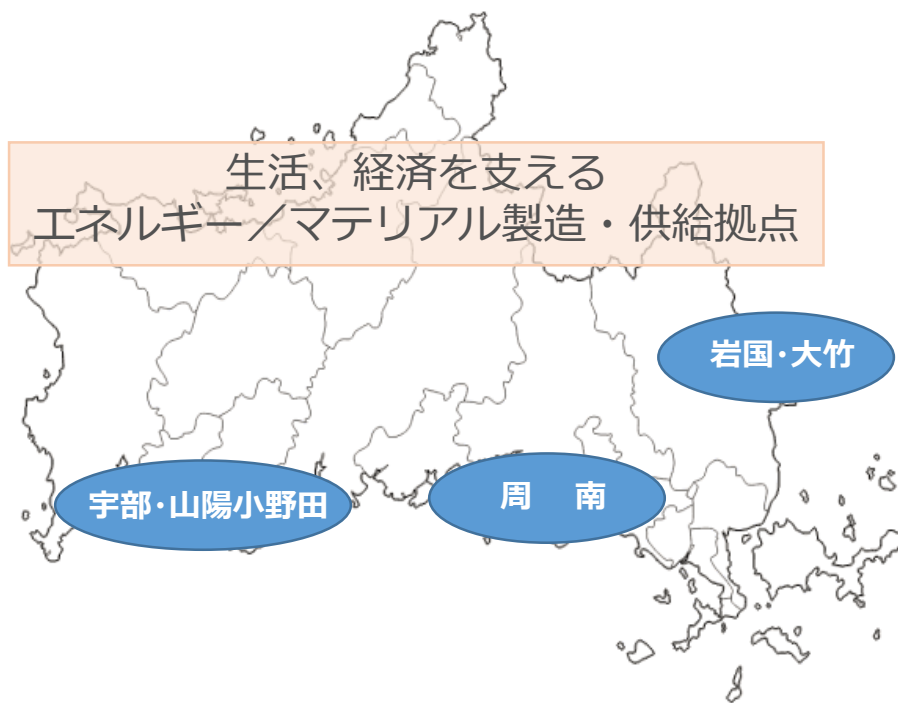 生活、経済を支える
エネルギー／マテリアル製造・供給拠点
岩国･大竹
宇部･山陽小野田
周　南